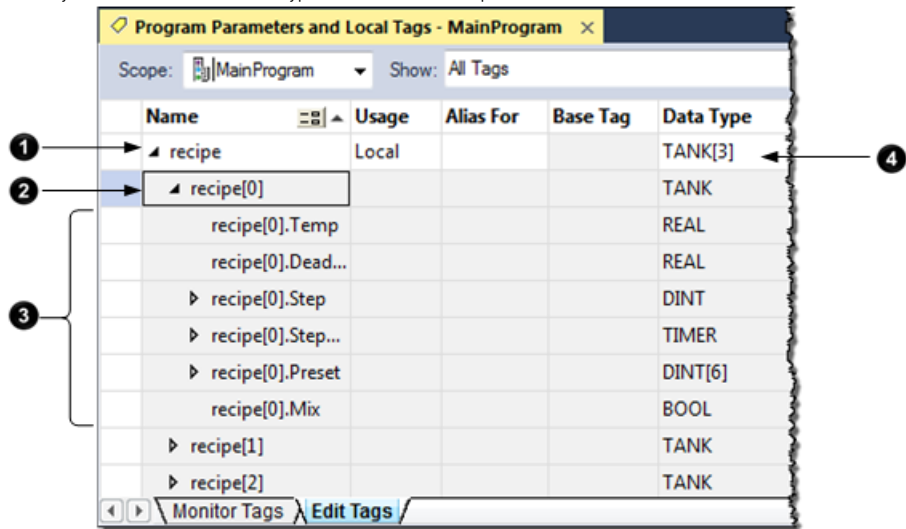 Program Parameters and Local Tags - MainProgram ×
Scope: MainProgram Show: All Tags
Name Usage Alias For Base Tag Data Type
1 recipe Local TANK[3] 4
2 recipe[0] TANK
recipe[0].Temp REAL
recipe[0].Dead... REAL
3 recipe[0].Step DINT
recipe[0].Step... TIMER
recipe[0].Preset DINT[6]
recipe[0].Mix BOOL
recipe[1] TANK
recipe[2] TANK
Monitor Tags Edit Tags